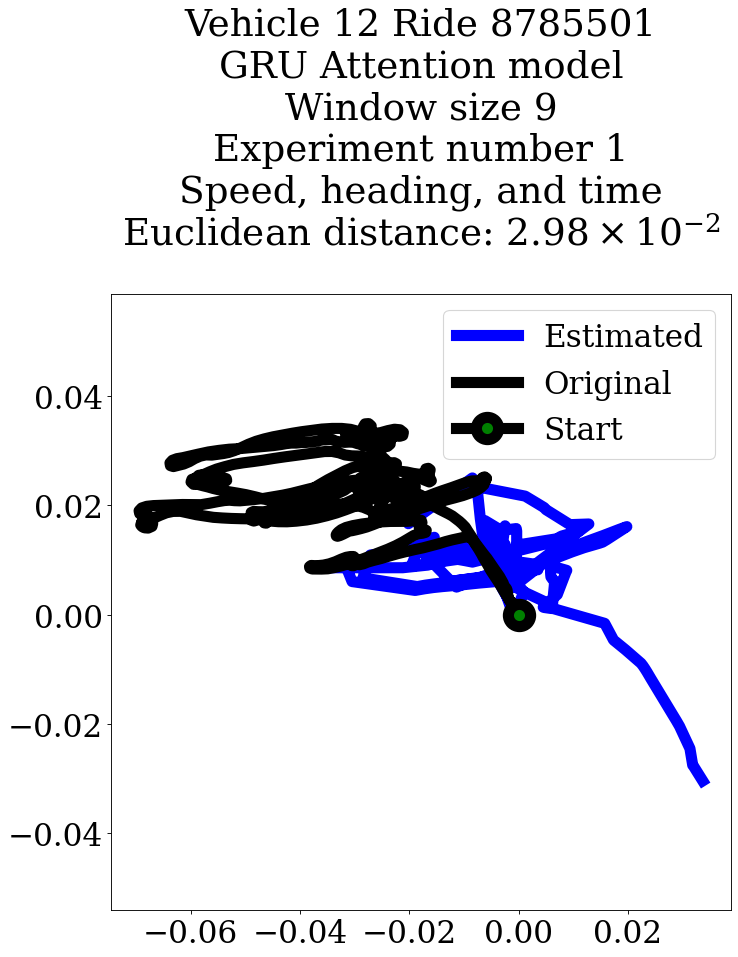 Vehicle 12 Ride 8785501
GRU Attention model
Window size 9
Experiment number 1
Speed, heading, and time
Euclidean distance: 2.98 × 10⁻²
Estimated
Original
Start
0.04
0.02
0.00
−0.02
−0.04
−0.06 −0.04 −0.02 0.00 0.02